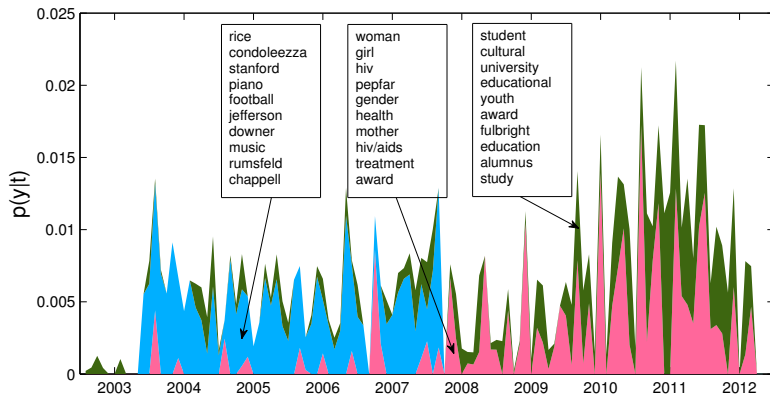 0.025
0.02
0.015
0.01
0.005
0
p(y|t)
rice
condoleezza
stanford
piano
football
jefferson
downer
music
rumsfeld
chappell
woman
girl
hiv
pepfar
gender
health
mother
hiv/aids
treatment
award
student
cultural
university
educational
youth
award
fulbright
education
alumnus
study
2003 2004 2005 2006 2007 2008 2009 2010 2011 2012